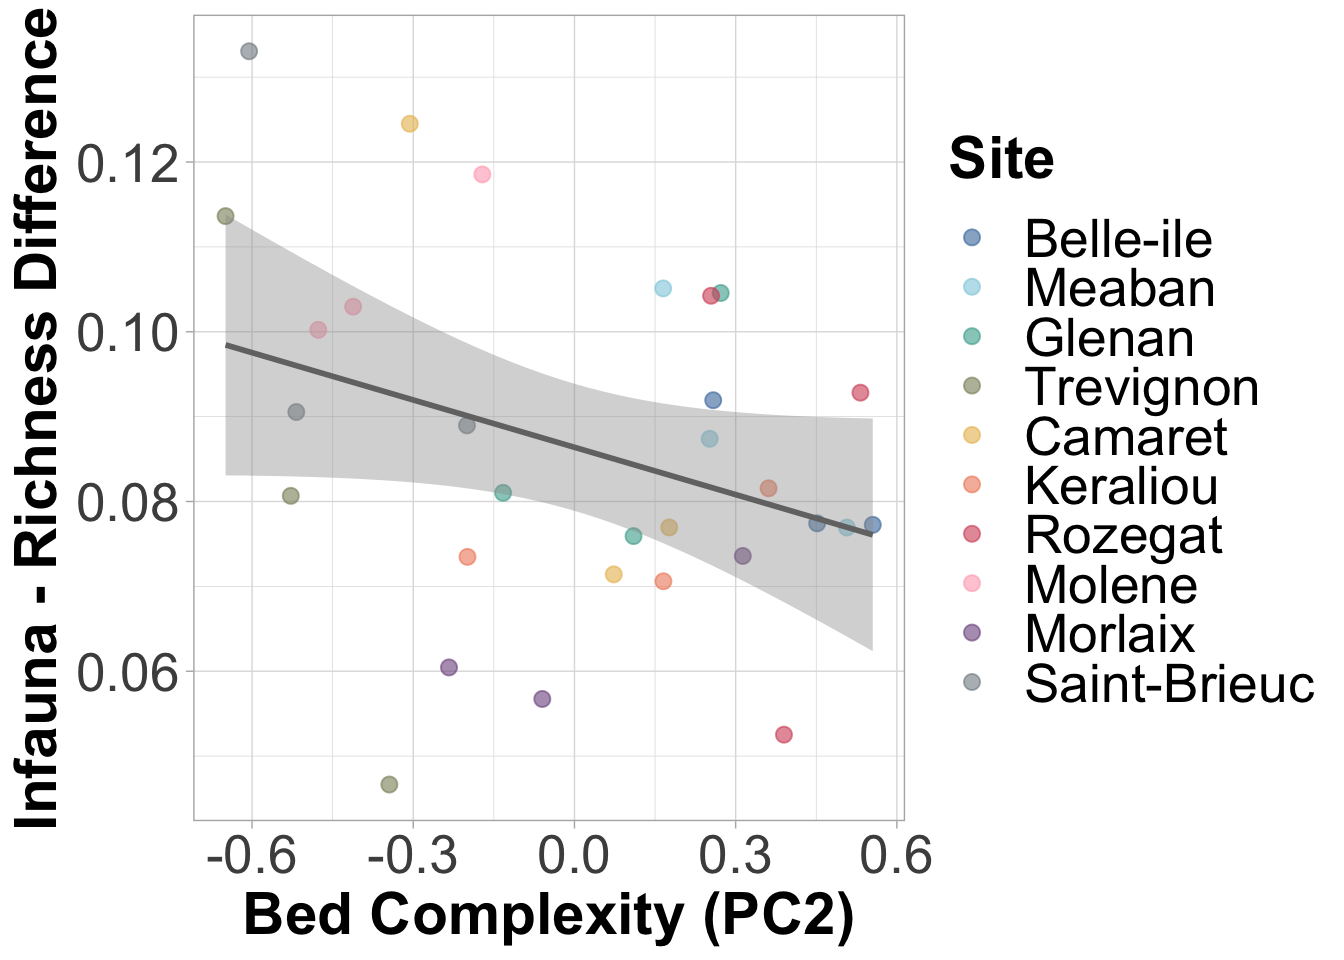 Infauna - Richness Difference
0.12
0.10
0.08
0.06
-0.6 -0.3 0.0 0.3 0.6
Bed Complexity (PC2)
Site
Belle-ile
Meaban
Glenan
Trevignon
Camaret
Keraliou
Rozegat
Molene
Morlaix
Saint-Brieuc